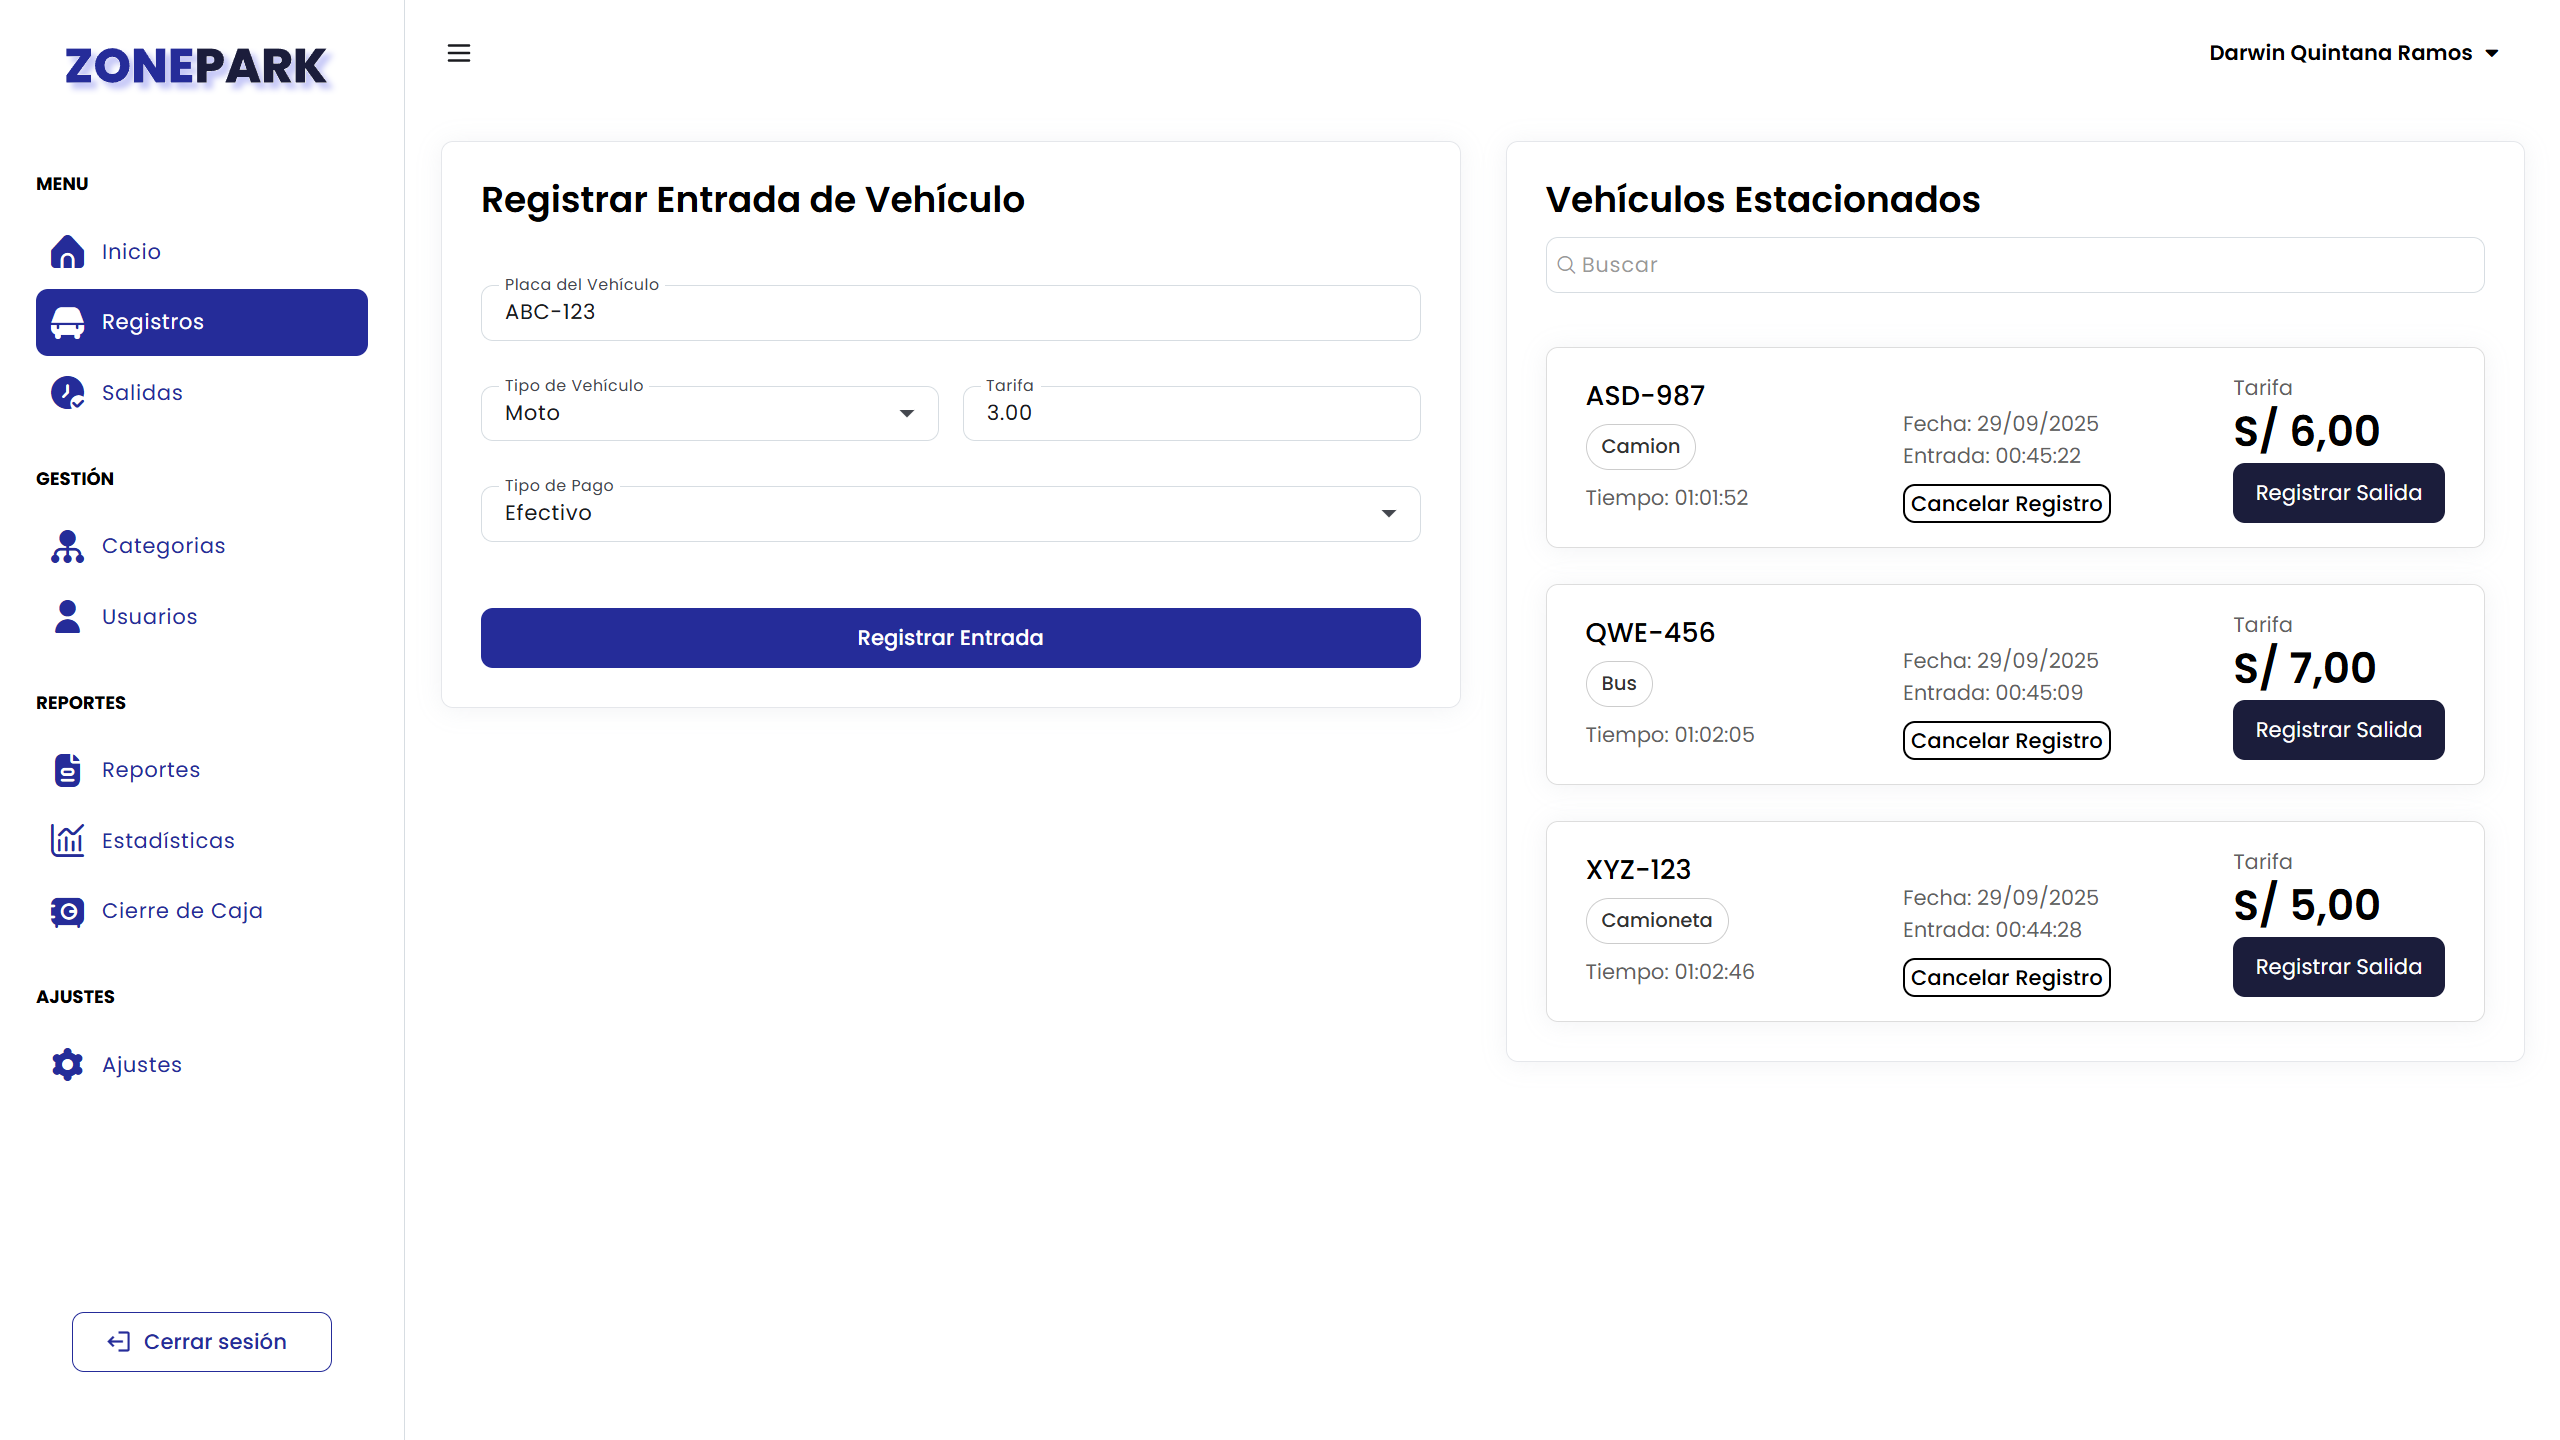 ZONEPARK
MENU
Inicio
Registros
Salidas
GESTIÓN
Categorias
Usuarios
REPORTES
Reportes
Estadísticas
Cierre de Caja
AJUSTES
Ajustes
Cerrar sesión
Darwin Quintana Ramos
Registrar Entrada de Vehículo
Placa del Vehículo
ABC-123
Tipo de Vehículo
Moto
Tarifa
3.00
Tipo de Pago
Efectivo
Registrar Entrada
Vehículos Estacionados
Buscar
ASD-987
Camion
Tiempo: 01:01:52
Fecha: 29/09/2025
Entrada: 00:45:22
Cancelar Registro
Tarifa
S/ 6,00
Registrar Salida
QWE-456
Bus
Tiempo: 01:02:05
Fecha: 29/09/2025
Entrada: 00:45:09
Cancelar Registro
Tarifa
S/ 7,00
Registrar Salida
XYZ-123
Camioneta
Tiempo: 01:02:46
Fecha: 29/09/2025
Entrada: 00:44:28
Cancelar Registro
Tarifa
S/ 5,00
Registrar Salida